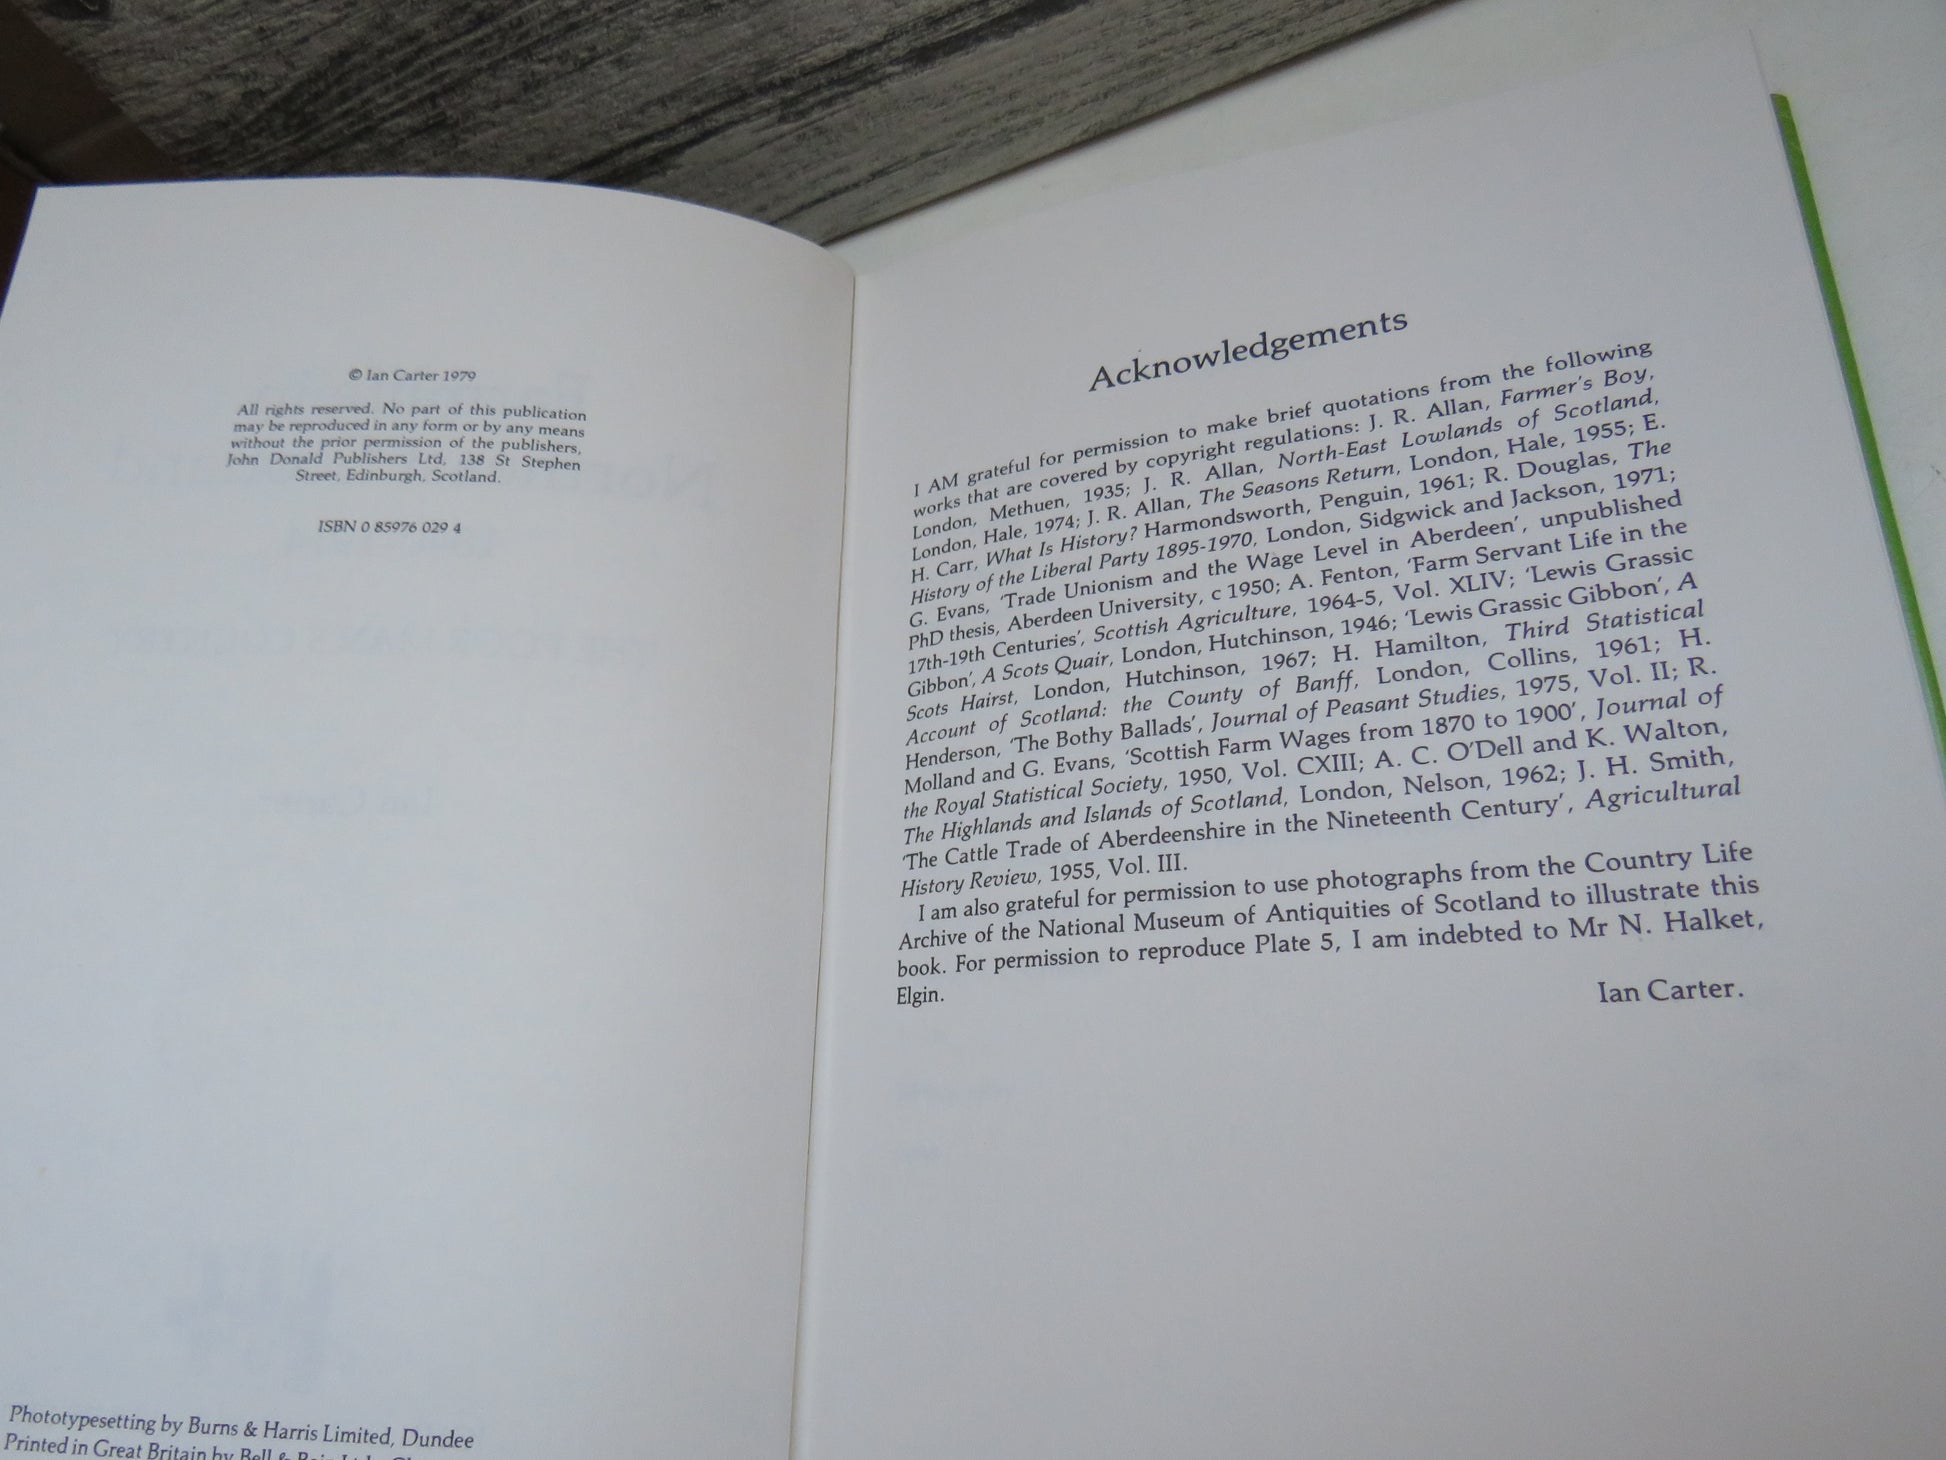 © Ian Carter 1979
All rights reserved. No part of this publication
may be reproduced in any form or by any means
without the prior permission of the publishers,
John Donald Publishers Ltd, 138 St Stephen
Street, Edinburgh, Scotland.
ISBN 0 85976 029 4
Phototypesetting by Burns & Harris Limited, Dundee
Printed in Great Britain by Bell &
Acknowledgements
I AM grateful for permission to make brief quotations from the following
works that are covered by copyright regulations: J. R. Allan, Farmer's Boy,
London, Methuen, 1935; J. R. Allan, North-East Lowlands of Scotland,
London, Hale, 1974; J. R. Allan, The Seasons Return, London, Hale, 1955; E.
H. Carr, What Is History? Harmondsworth, Penguin, 1961; R. Douglas, The
History of the Liberal Party 1895-1970, London, Sidgwick and Jackson, 1971;
G. Evans, 'Trade Unionism and the Wage Level in Aberdeen', unpublished
PhD thesis, Aberdeen University, c 1950; A. Fenton, 'Farm Servant Life in the
17th-19th Centuries', Scottish Agriculture, 1964-5, Vol. XLIV; 'Lewis Grassic
Gibbon', A Scots Quair, London, Hutchinson, 1946; 'Lewis Grassic Gibbon', A
Scots Hairst, London, Hutchinson, 1967; H. Hamilton, Third Statistical
Account of Scotland: the County of Banff, London, Collins, 1961; H.
Henderson, 'The Bothy Ballads', Journal of Peasant Studies, 1975, Vol. II; R.
Molland and G. Evans, 'Scottish Farm Wages from 1870 to 1900', Journal of
the Royal Statistical Society, 1950, Vol. CXIII; A. C. O'Dell and K. Walton,
The Highlands and Islands of Scotland, London, Nelson, 1962; J. H. Smith,
'The Cattle Trade of Aberdeenshire in the Nineteenth Century', Agricultural
History Review, 1955, Vol. III.
I am also grateful for permission to use photographs from the Country Life
Archive of the National Museum of Antiquities of Scotland to illustrate this
book. For permission to reproduce Plate 5, I am indebted to Mr N. Halket,
Elgin.
Ian Carter.